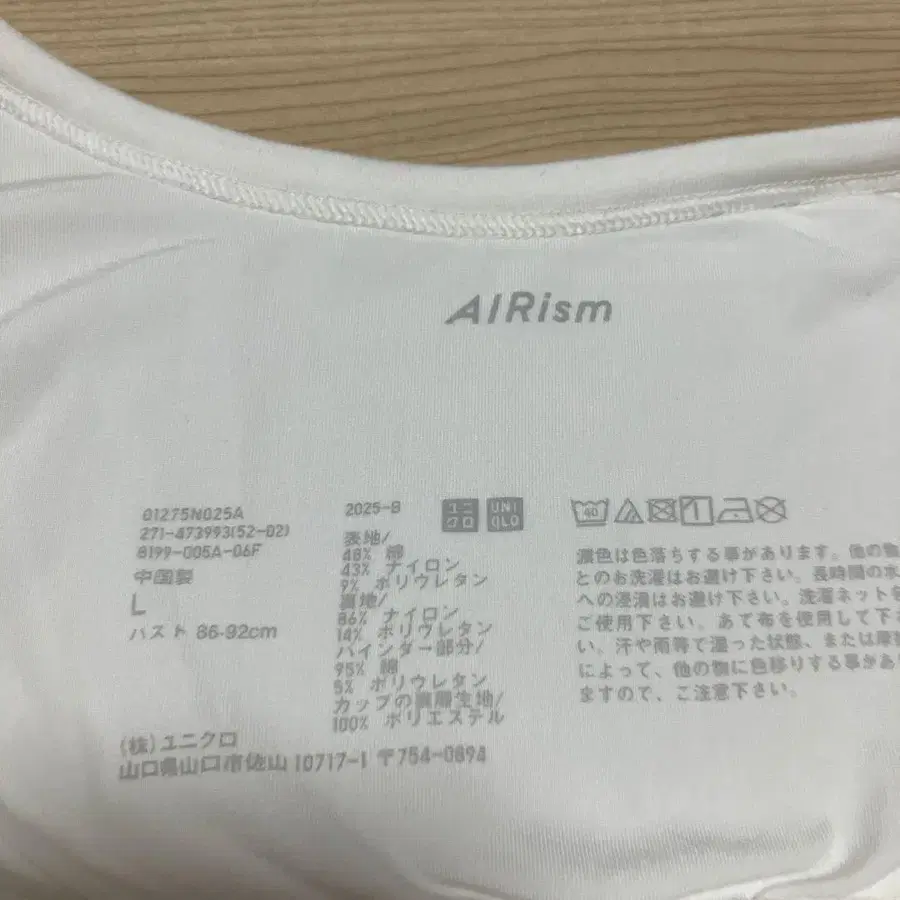 AIRism
01275N025A
271-473993(52-02)
8199-005A-06F
中国製
L
バスト 86-92cm
2025-8
ユニ
クロ
UNI
QLO
表地/
48% 綿
43% ナイロン
9% ポリウレタン
裏地/
86% ナイロン
14% ポリウレタン
バインダー部分/
95% 綿
5% ポリウレタン
カップの裏層生地/
100% ポリエステル
40
濃色は色落ちする事があります。他の物
とのお洗濯はお避け下さい。長時間の水
への浸漬はお避け下さい。洗濯ネットを
ご使用下さい。あて布を使用して下
い。汗や雨等で湿った状態、または摩
によって、他の物に色移りする事があ
ますので、ご注意下さい。
(株)ユニクロ
山口県山口市佐山 10717-1 〒754-0894